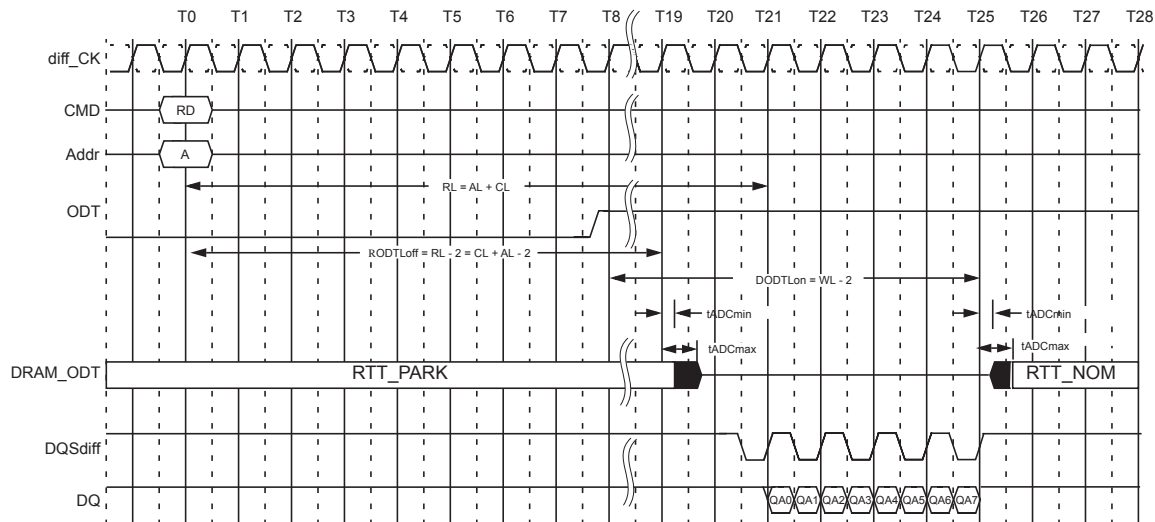 T0 T1 T2 T3 T4 T5 T6 T7 T8 T19 T20 T21 T22 T23 T24 T25 T26 T27 T28
diff_CK
CMD RD
Addr A
RL = AL + CL
ODT
RODTLoff = RL - 2 = CL + AL - 2
DODTLon = WL - 2
tADCmin tADCmin
tADCmax tADCmax
DRAM_ODT RTT_PARK RTT_NOM
DQSdiff
DQ QA0 QA1 QA2 QA3 QA4 QA5 QA6 QA7